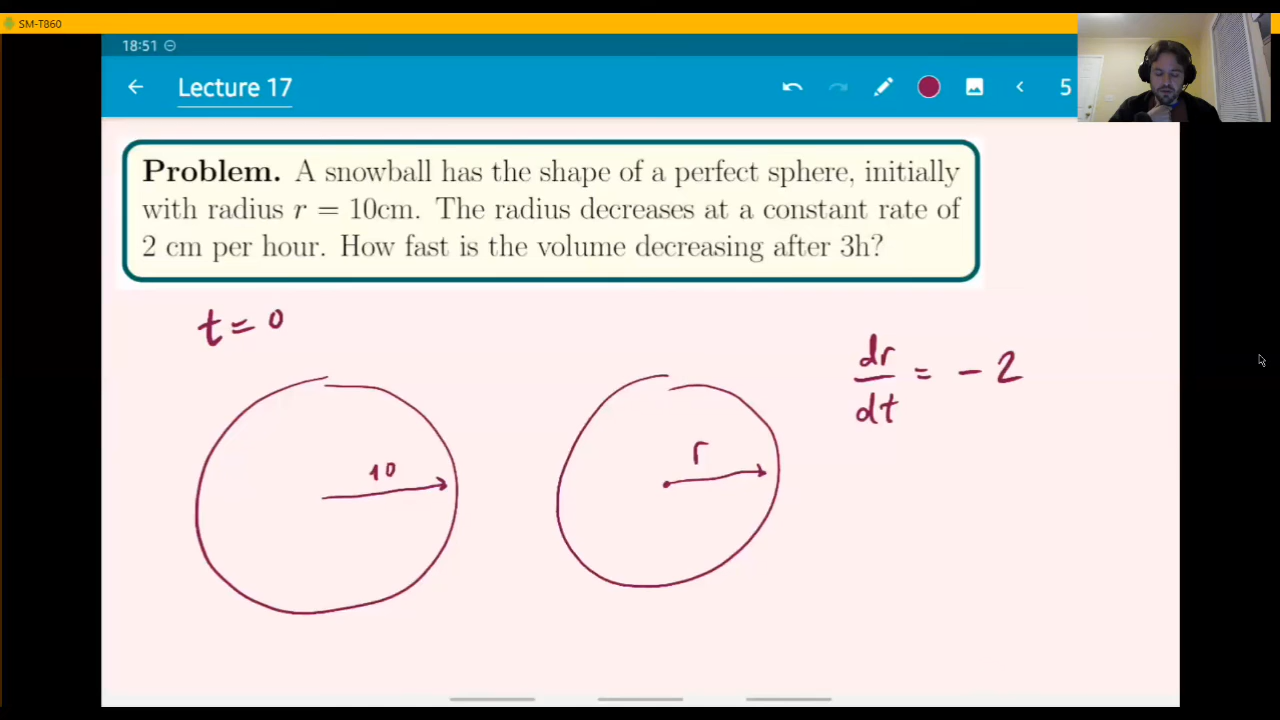 SM-T860
18:51
Lecture 17
5
Problem. A snowball has the shape of a perfect sphere, initially
with radius r = 10cm. The radius decreases at a constant rate of
2 cm per hour. How fast is the volume decreasing after 3h?
t = 0
dr/dt = - 2
10
r